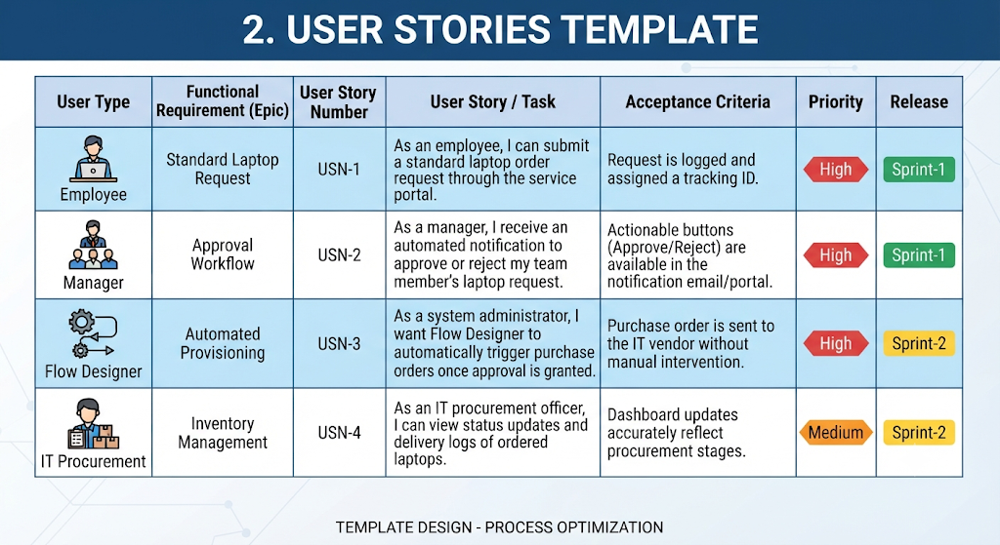 2. USER STORIES TEMPLATE
User Type
Functional
Requirement (Epic)
User Story
Number
User Story / Task
Acceptance Criteria
Priority
Release
Employee
Standard Laptop
Request
USN-1
As an employee, I can submit
a standard laptop order
request through the service
portal.
Request is logged and
assigned a tracking ID.
High
Sprint-1
Manager
Approval
Workflow
USN-2
As a manager, I receive an
automated notification to
approve or reject my team
member's laptop request.
Actionable buttons
(Approve/Reject) are
available in the
notification email/portal.
High
Sprint-1
Flow Designer
Automated
Provisioning
USN-3
As a system administrator, I
want Flow Designer to
automatically trigger purchase
orders once approval is granted.
Purchase order is sent to
the IT vendor without
manual intervention.
High
Sprint-2
IT Procurement
Inventory
Management
USN-4
As an IT procurement officer,
I can view status updates and
delivery logs of ordered
laptops.
Dashboard updates
accurately reflect
procurement stages.
Medium
Sprint-2
TEMPLATE DESIGN - PROCESS OPTIMIZATION